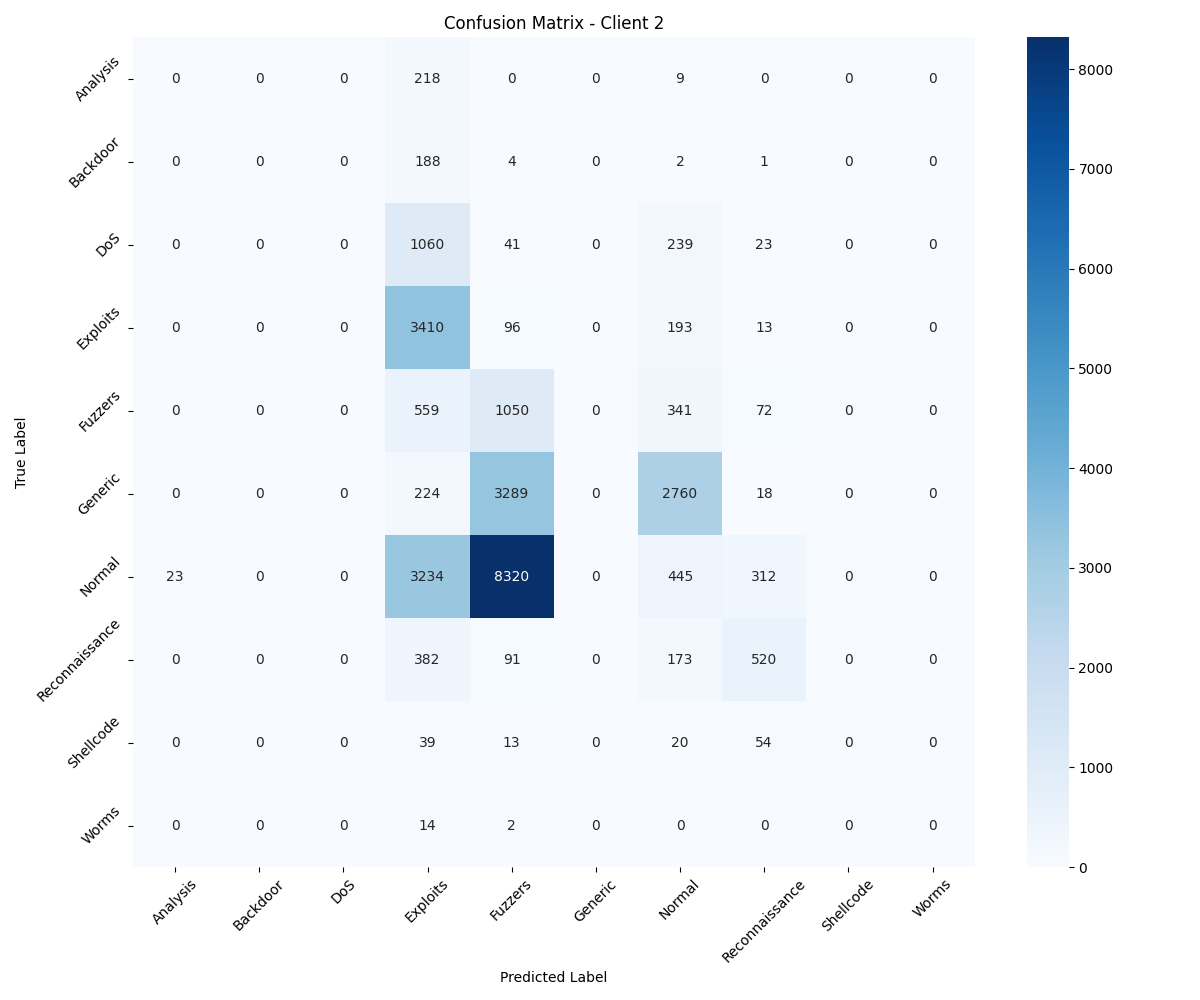 Confusion Matrix - Client 2
True Label
Analysis 0 0 0 218 0 0 9 0 0 0
Backdoor 0 0 0 188 4 0 2 1 0 0
DoS 0 0 0 1060 41 0 239 23 0 0
Exploits 0 0 0 3410 96 0 193 13 0 0
Fuzzers 0 0 0 559 1050 0 341 72 0 0
Generic 0 0 0 224 3289 0 2760 18 0 0
Normal 23 0 0 3234 8320 0 445 312 0 0
Reconnaissance 0 0 0 382 91 0 173 520 0 0
Shellcode 0 0 0 39 13 0 20 54 0 0
Worms 0 0 0 14 2 0 0 0 0 0
Analysis Backdoor DoS Exploits Fuzzers Generic Normal Reconnaissance Shellcode Worms
Predicted Label
8000
7000
6000
5000
4000
3000
2000
1000
0